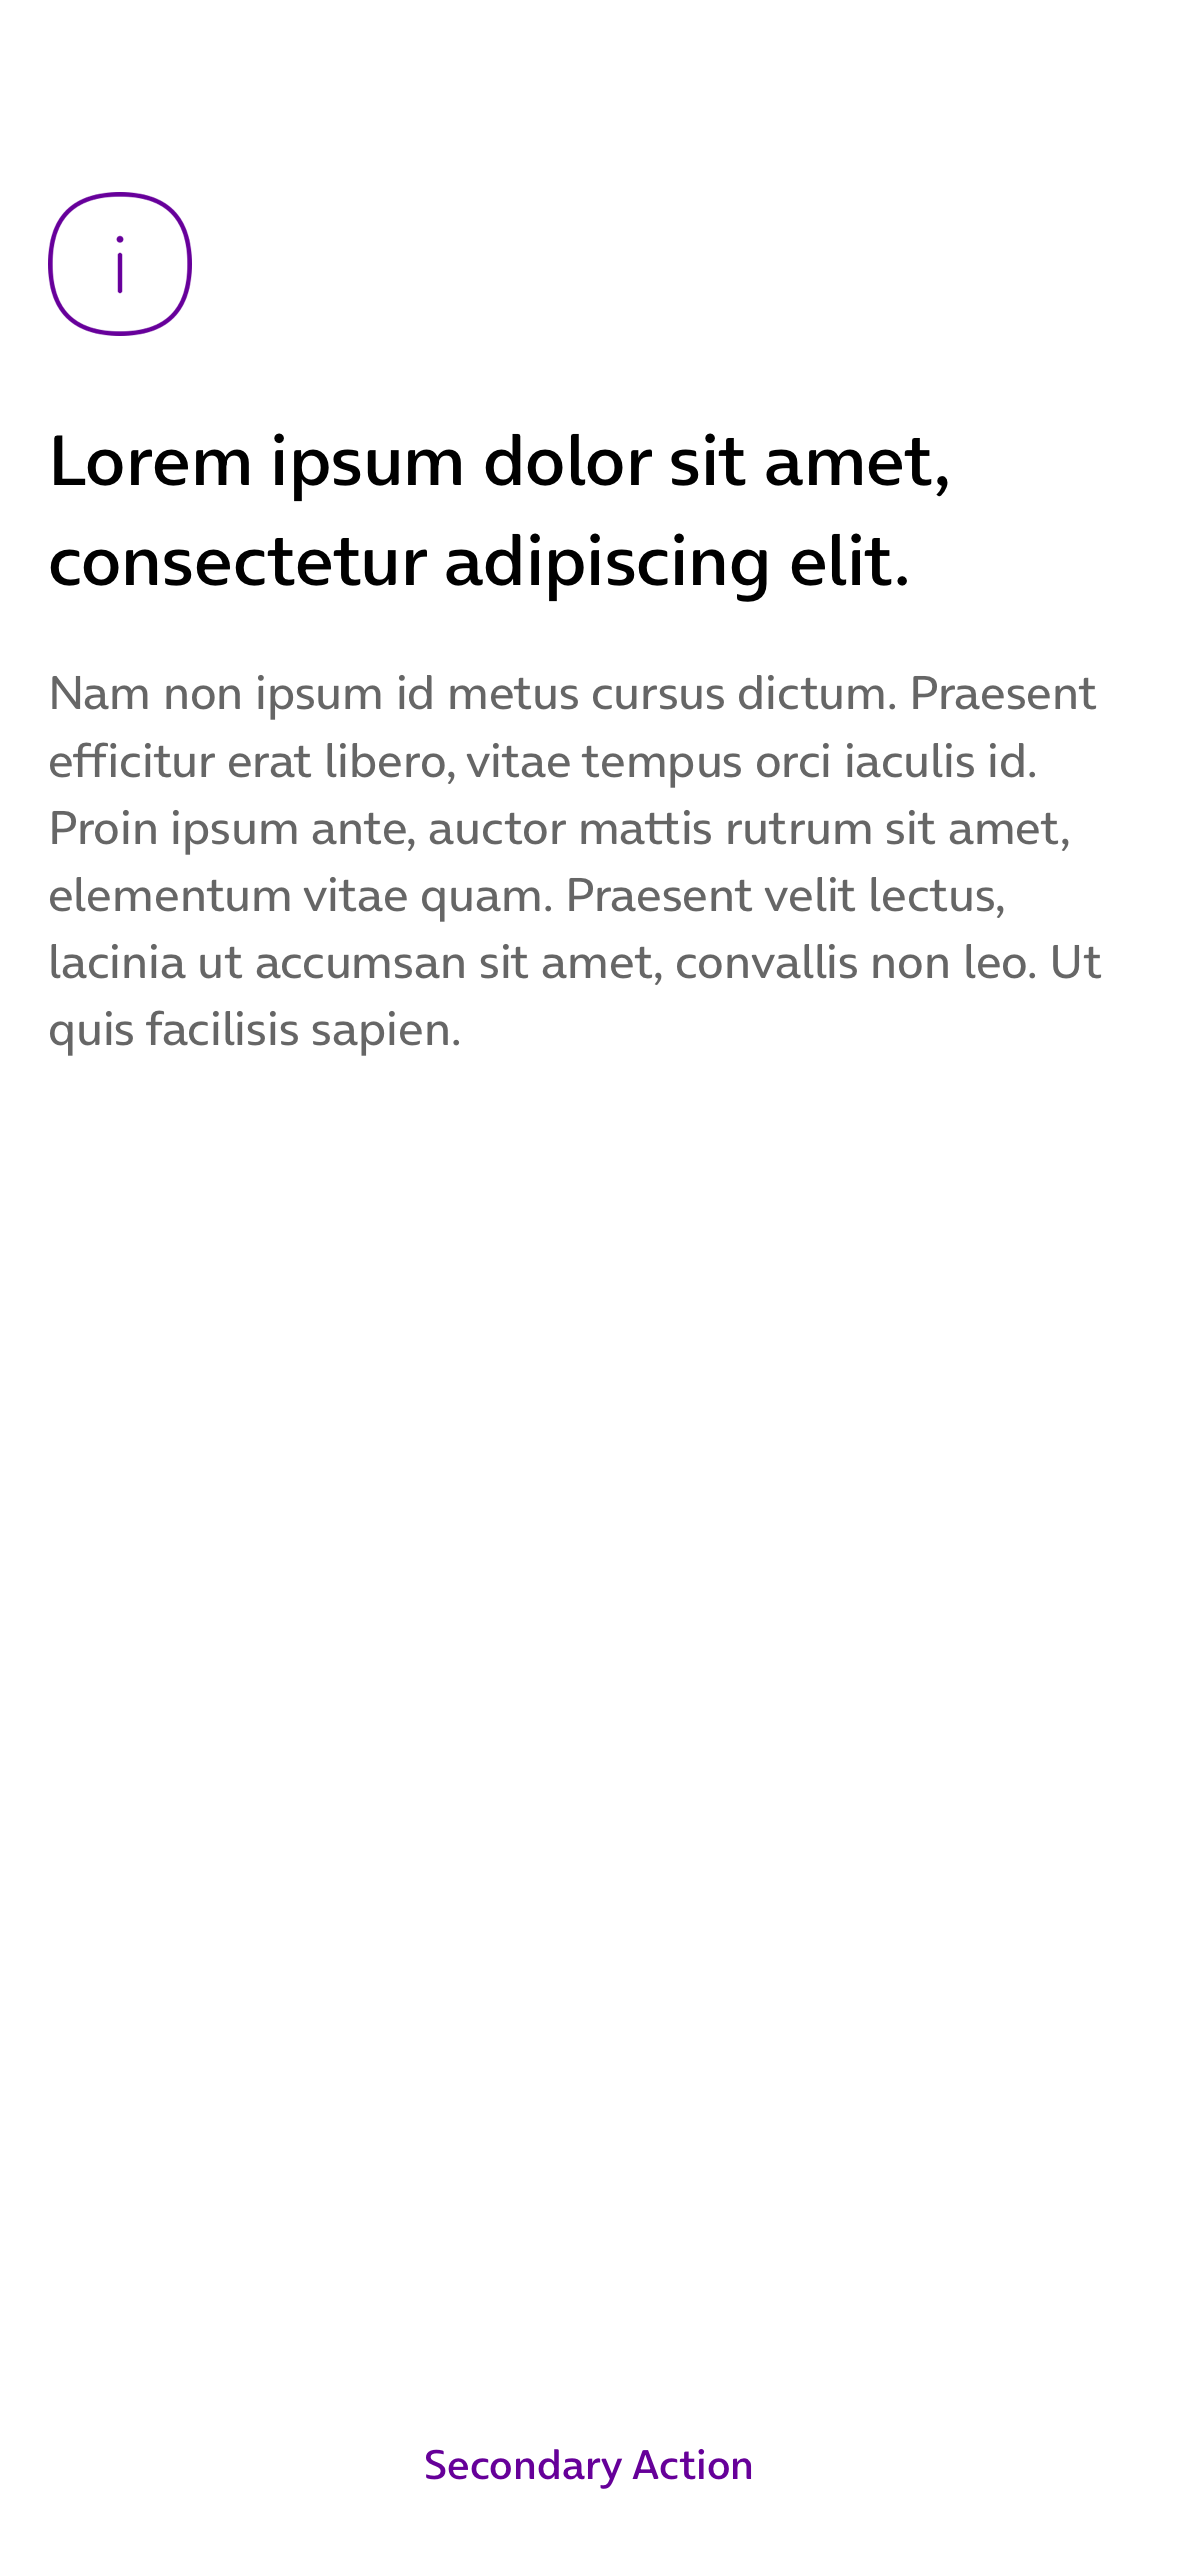 Lorem ipsum dolor sit amet,
consectetur adipiscing elit.
Nam non ipsum id metus cursus dictum. Praesent
efficitur erat libero, vitae tempus orci iaculis id.
Proin ipsum ante, auctor mattis rutrum sit amet,
elementum vitae quam. Praesent velit lectus,
lacinia ut accumsan sit amet, convallis non leo. Ut
quis facilisis sapien.
Secondary Action